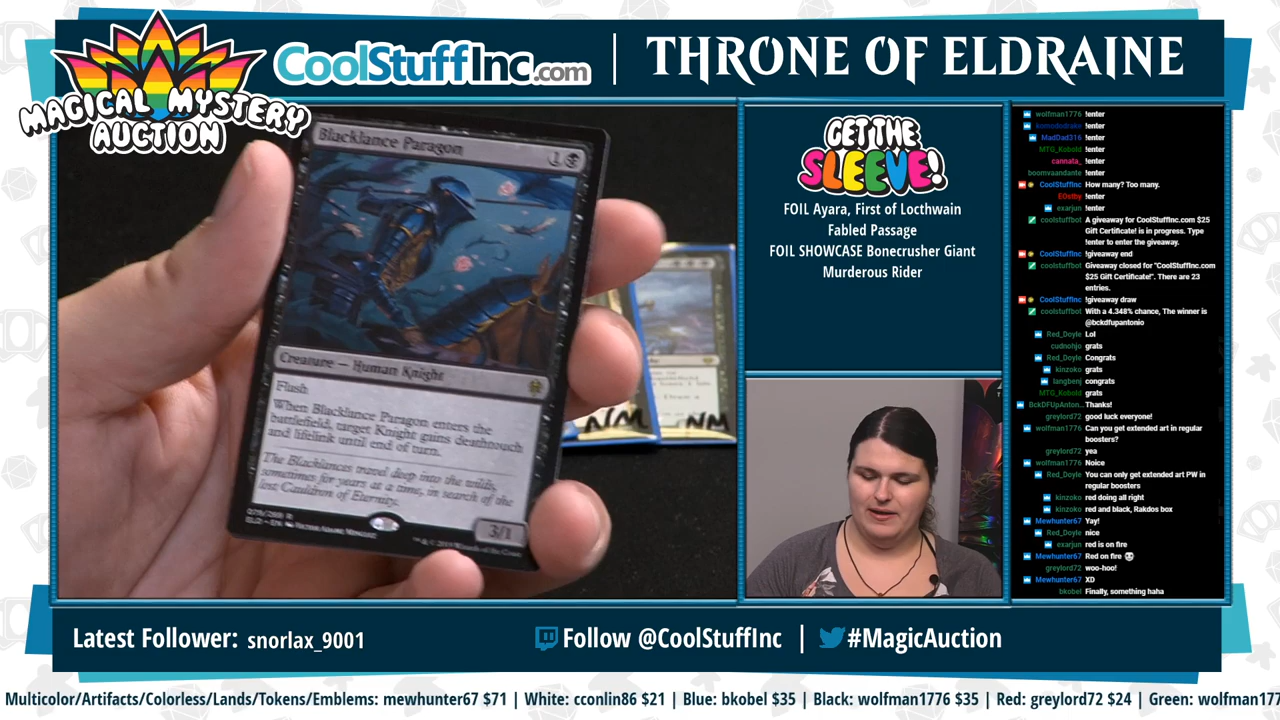 MAGICAL MYSTERY
AUCTION
CoolStuffInc.com
THRONE OF ELDRAINE
Blacklance Paragon
1
Creature — Human Knight
Flash
When Blacklance Paragon enters the
battlefield, target Knight gains deathtouch
and lifelink until end of turn.
The Blacklances travel deep into the wilds,
sometimes for years at a time, in search of the
lost Cauldron of Eternity.
3/1
NM
NM
GET THE
SLEEVE!
FOIL Ayara, First of Locthwain
Fabled Passage
FOIL SHOWCASE Bonecrusher Giant
Murderous Rider
wolfman1776 !enter
!enter
MadDad316 !enter
MTG_Kobold !enter
cannata_ !enter
boomvaandante !enter
CoolStuffInc How many? Too many.
EOstby !enter
exarjun !enter
coolstuffbot A giveaway for CoolStuffInc.com $25
Gift Certificate! is in progress. Type
!enter to enter the giveaway.
CoolStuffInc !giveaway end
coolstuffbot Giveaway closed for "CoolStuffInc.com
$25 Gift Certificate!". There are 23
entries.
CoolStuffInc !giveaway draw
coolstuffbot With a 4.348% chance, The winner is
@bckdfupantonio
Red_Doyle Lol
cudnohjo grats
Red_Doyle Congrats
kinzoko grats
langbenj congrats
MTG_Kobold grats
BckDFUpAnton... Thanks!
greylord72 good luck everyone!
wolfman1776 Can you get extended art in regular
boosters?
greylord72 yea
wolfman1776 Noice
Red_Doyle You can only get extended art PW in
regular boosters
kinzoko red doing all right
kinzoko red and black, Rakdos box
Mewhunter67 Yay!
Red_Doyle nice
exarjun red is on fire
Mewhunter67 Red on fire
greylord72 woo-hoo!
Mewhunter67 XD
bkobel Finally, something haha
Latest Follower: snorlax_9001
Follow @CoolStuffInc | #MagicAuction
Multicolor/Artifacts/Colorless/Lands/Tokens/Emblems: mewhunter67 $71 | White: cconlin86 $21 | Blue: bkobel $35 | Black: wolfman1776 $35 | Red: greylord72 $24 | Green: wolfman177